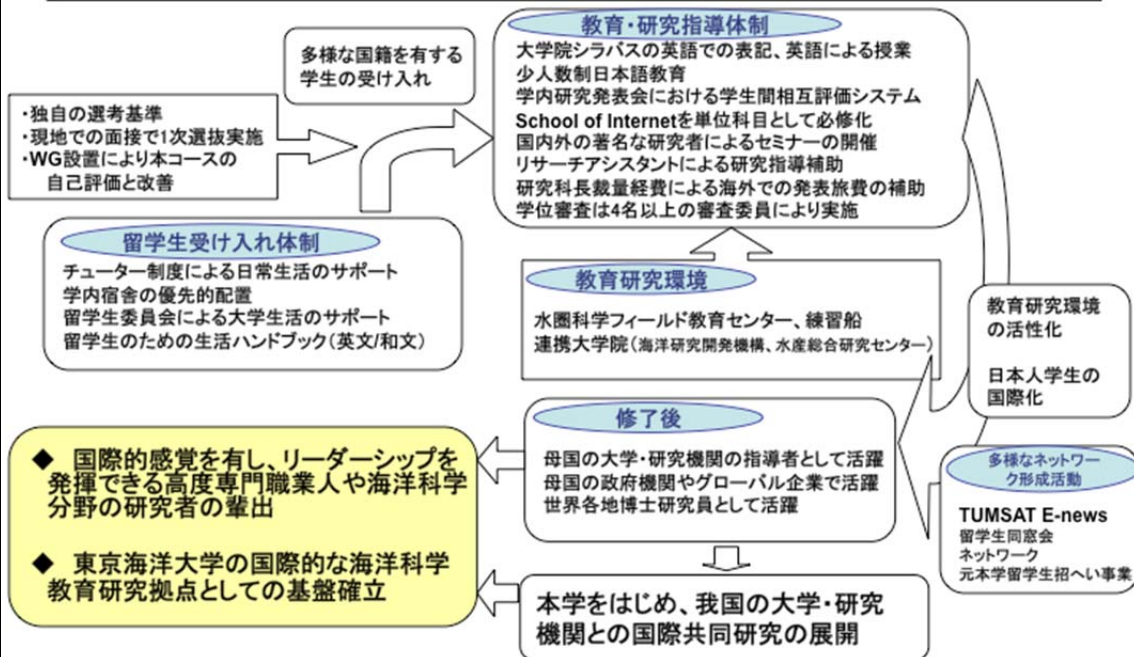 多様な国籍を有する
学生の受け入れ
・独自の選考基準
・現地での面接で1次選抜実施
・WG設置により本コースの
自己評価と改善
教育・研究指導体制
大学院シラバスの英語での表記、英語による授業
少人数制日本語教育
学内研究発表会における学生間相互評価システム
School of Internetを単位科目として必修化
国内外の著名な研究者によるセミナーの開催
リサーチアシスタントによる研究指導補助
研究科長裁量経費による海外での発表旅費の補助
学位審査は4名以上の審査委員により実施
留学生受け入れ体制
チューター制度による日常生活のサポート
学内宿舎の優先的配置
留学生委員会による大学生活のサポート
留学生のための生活ハンドブック(英文/和文)
教育研究環境
水圏科学フィールド教育センター、練習船
連携大学院(海洋研究開発機構、水産総合研究センター)
教育研究環境
の活性化
日本人学生の
国際化
修了後
母国の大学・研究機関の指導者として活躍
母国の政府機関やグローバル企業で活躍
世界各地博士研究員として活躍
多様なネットワー
ク形成活動
TUMSAT E-news
留学生同窓会
ネットワーク
元本学留学生招へい事業
◆ 国際的感覚を有し、リーダーシップを
発揮できる高度専門職業人や海洋科学
分野の研究者の輩出
◆ 東京海洋大学の国際的な海洋科学
教育研究拠点としての基盤確立
本学をはじめ、我国の大学・研究
機関との国際共同研究の展開